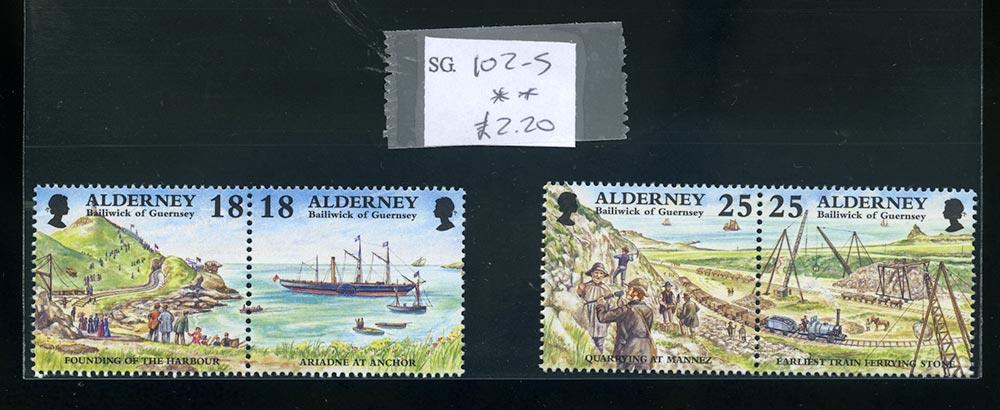 SG. 102-5
**
£2.20
18 ALDERNEY
Bailiwick of Guernsey
FOUNDING OF THE HARBOUR
18 ALDERNEY
Bailiwick of Guernsey
ARIADNE AT ANCHOR
ALDERNEY 25
Bailiwick of Guernsey
QUARRYING AT MANNEZ
25 ALDERNEY
Bailiwick of Guernsey
EARLIEST TRAIN FERRYING STONE